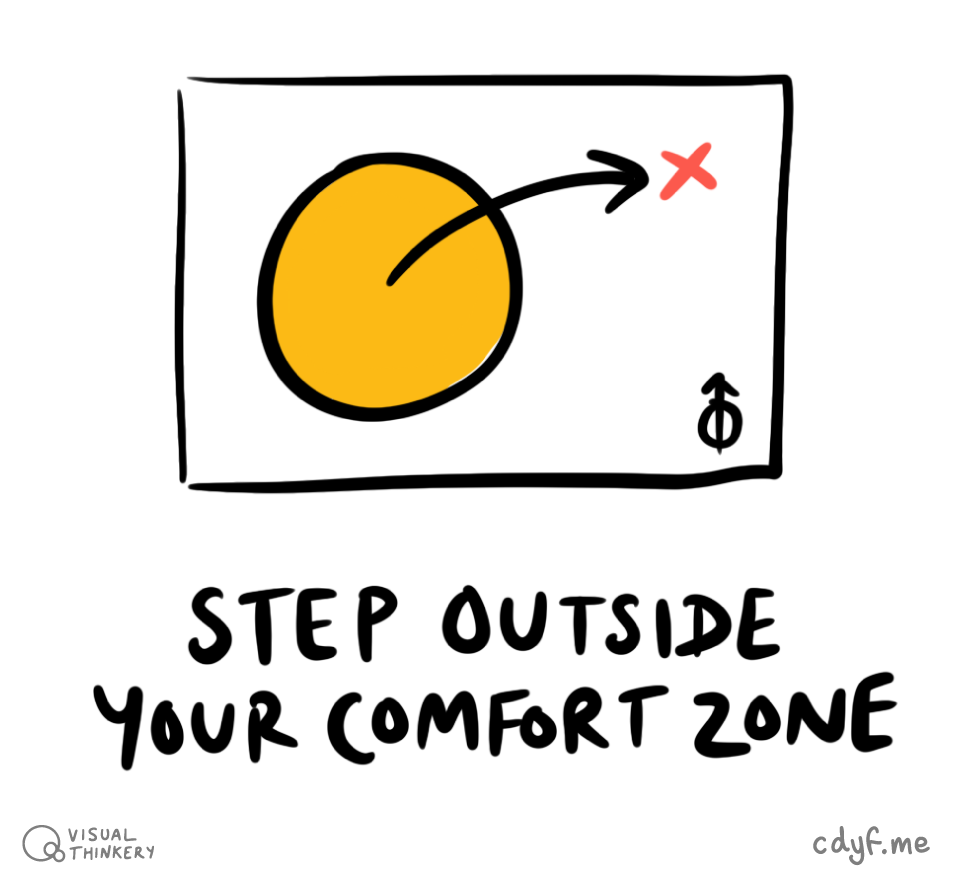 STEP OUTSIDE
YOUR COMFORT ZONE
VISUAL
THINKERY
cdyf.me